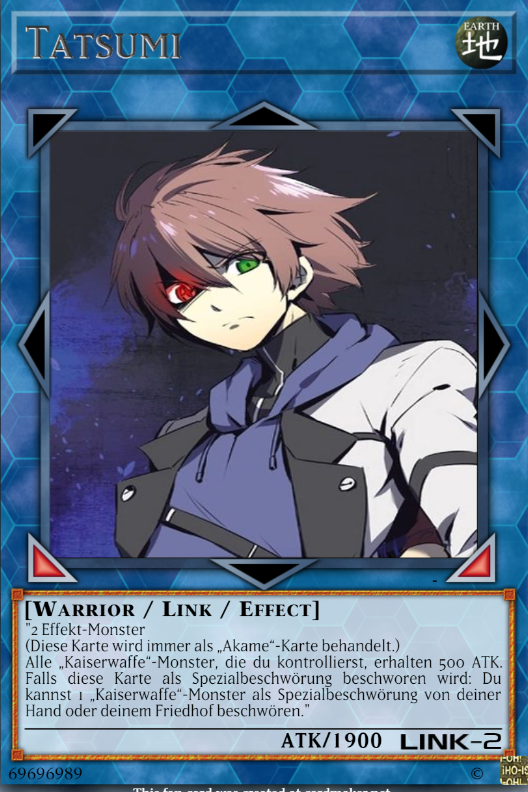 TATSUMI
EARTH
地
-
[WARRIOR / LINK / EFFECT]
"2 Effekt-Monster
(Diese Karte wird immer als „Akame“-Karte behandelt.)
Alle „Kaiserwaffe“-Monster, die du kontrollierst, erhalten 500 ATK.
Falls diese Karte als Spezialbeschwörung beschworen wird: Du
kannst 1 „Kaiserwaffe“-Monster als Spezialbeschwörung von deiner
Hand oder deinem Friedhof beschwören."
ATK/1900 LINK-2
69696989
©
This fan card was created at cardmaker.net